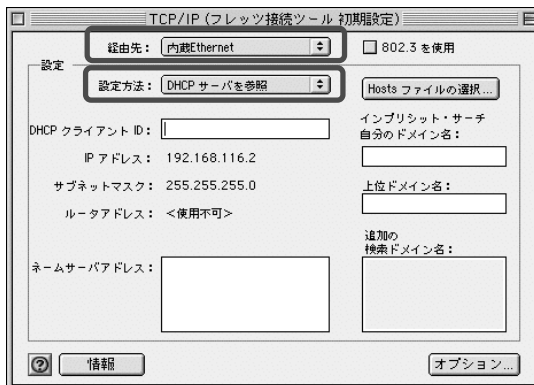 TCP/IP(フレッツ接続ツール 初期設定)
経由先: 内蔵Ethernet
802.3 を使用
設定
設定方法: DHCP サーバを参照
Hosts ファイルの選択...
DHCP クライアント ID:
インプリシット・サーチ
自分のドメイン名:
IP アドレス: 192.168.116.2
サブネットマスク: 255.255.255.0
上位ドメイン名:
ルータアドレス: <使用不可>
追加の
検索ドメイン名:
ネームサーバアドレス:
?
情報
オプション...